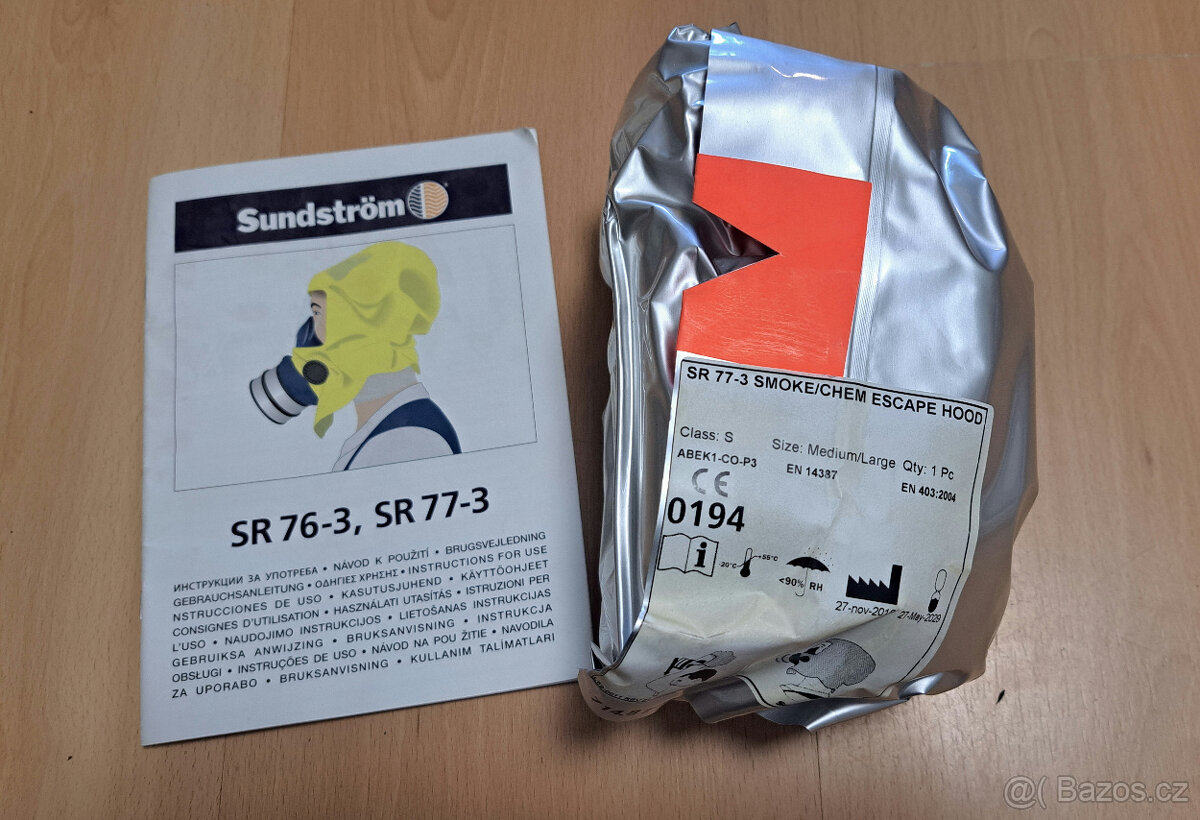 Sundström
SR 76-3, SR 77-3
ИНСТРУКЦИИ ЗА УПОТРЕБА • NÁVOD K POUŽITÍ • BRUGSVEJLEDNING
GEBRAUCHSANLEITUNG • ΟΔΗΓΙΕΣ ΧΡΗΣΗΣ • INSTRUCTIONS FOR USE
NSTRUCCIONES DE USO • KASUTUSJUHEND • KÄYTTÖOHJEET
CONSIGNES D'UTILISATION • HASZNÁLATI UTASÍTÁS • ISTRUZIONI PER
L'USO • NAUDOJIMO INSTRUKCIJOS • LIETOŠANAS INSTRUKCIJAS
GEBRUIKSA ANWIJZING • BRUKSANVISNING • INSTRUKCJA
OBSŁUGI • INSTRUÇÕES DE USO • NÁVOD NA POU ŽITIE • NAVODILA
ZA UPORABO • BRUKSANVISNING • KULLANIM TALİMATLARI
SR 77-3 SMOKE/CHEM ESCAPE HOOD
Class: S Size: Medium/Large Qty: 1 Pc
ABEK1-CO-P3 EN 14387 EN 403:2004
CE
0194
i -20°C +55°C <90% RH
27-May-2029
@( Bazos.cz